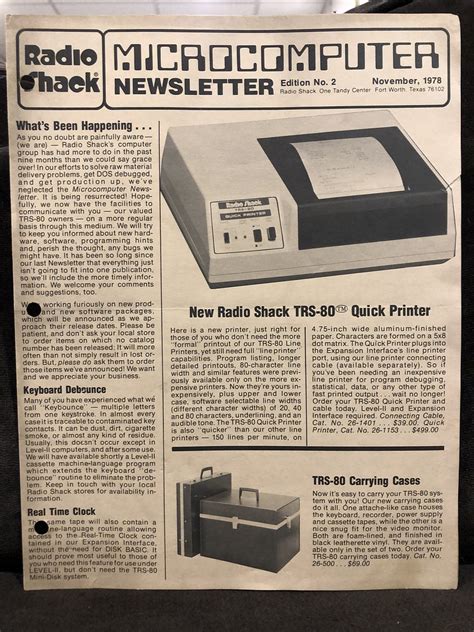 Radio Shack
MICROCOMPUTER
NEWSLETTER
Edition No. 2 November, 1978
Radio Shack One Tandy Center Fort Worth, Texas 76102
What's Been Happening . . .
As you no doubt are painfully aware —
(we are) — Radio Shack's computer
group has had more to do in the past
nine months than we could say grace
over! In our efforts to solve raw material
delivery problems, get DOS debugged,
and get production up, we've
neglected the Microcomputer News-
letter. It is being resurrected! Hope-
fully, we now have the facilities to
communicate with you — our valued
TRS-80 owners — on a more regular
basis through this medium. We will try
to keep you informed about new hard-
ware, software, programming hints
and, perish the thought, any bugs we
might have. It has been so long since
our last Newsletter that everything just
isn't going to fit into one publication,
so we'll include the more timely infor-
mation. We welcome your comments
and suggestions, too.
working furiously on new prod-
and new software packages,
which will be announced as we ap-
proach their release dates. Please be
patient, and don't ask your local store
to order items on which no catalog
number has been released; It will more
often than not simply result in lost or-
ders. But, please do ask them to order
those items we've announced! We want
and we appreciate your business.
Keyboard Debounce
Many of you have experienced what we
call "Keybounce" — multiple letters
from one keystroke. In almost every
case it is traceable to contaminated key
contacts. It can be dust, dirt, cigarette
smoke, or almost any kind of residue.
Usually, this doesn't occur except in
Level-II computers, and after some use.
We will have available shortly a Level-II
cassette machine-language program
which extends the keyboard "de-
bounce" routine to eliminate the prob-
lem. Keep in touch with your local
Radio Shack stores for availability in-
formation.
Real Time Clock
same tape will also contain a
language routine allowing
access to the Real-Time Clock con-
tained in our Expansion Interface,
without the need for DISK BASIC. It
should prove most useful to those of
you who need this feature for use under
LEVEL-II, but don't need the TRS-80
Mini-Disk system.
Radio Shack
TRS-80
QUICK PRINTER
New Radio Shack TRS-80™ Quick Printer
Here is a new printer, just right for
those of you who don't need the more
"formal" printout of our TRS-80 Line
Printers, yet still need full "line printer"
capabilities. Program listing, longer
detailed printouts, 80-character line
width and similar features were previ-
ously available only on the more ex-
pensive printers. Now they're yours in-
expensively, plus upper and lower
case, software selectable line widths
(different character widths) of 20, 40
and 80 characters, underlining, and an
audible tone. The TRS-80 Quick Printer
is also "quicker" than our other line
printers — 150 lines per minute, on
4.75-inch wide aluminum-finished
paper. Characters are formed on a 5x8
dot matrix. The Quick Printer plugs into
the Expansion Interface's line printer
port, using our line printer connecting
cable (available separately). So if
you've been needing an inexpensive
line printer for program debugging,
statistical, data, or any other type of
fast printed output . . . wait no longer!
Order your TRS-80 Quick Printer and
cable today. Level-II and Expansion
Interface required. Connecting Cable,
Cat. No. 26-1401 . . . $39.00. Quick
Printer, Cat. No. 26-1153 . . . $499.00
TRS-80 Carrying Cases
Now it's easy to carry your TRS-80 sys-
tem with you! Our new carrying cases
do it all. One attache-like case houses
the keyboard, recorder, power supply
and cassette tapes, while the other is a
nice snug fit for the video monitor.
Both are foam-lined, and finished in
black leatherette vinyl. They are avail-
able only in the set of two. Order your
TRS-80 carrying cases today. Cat. No.
26-500 . . . $69.00